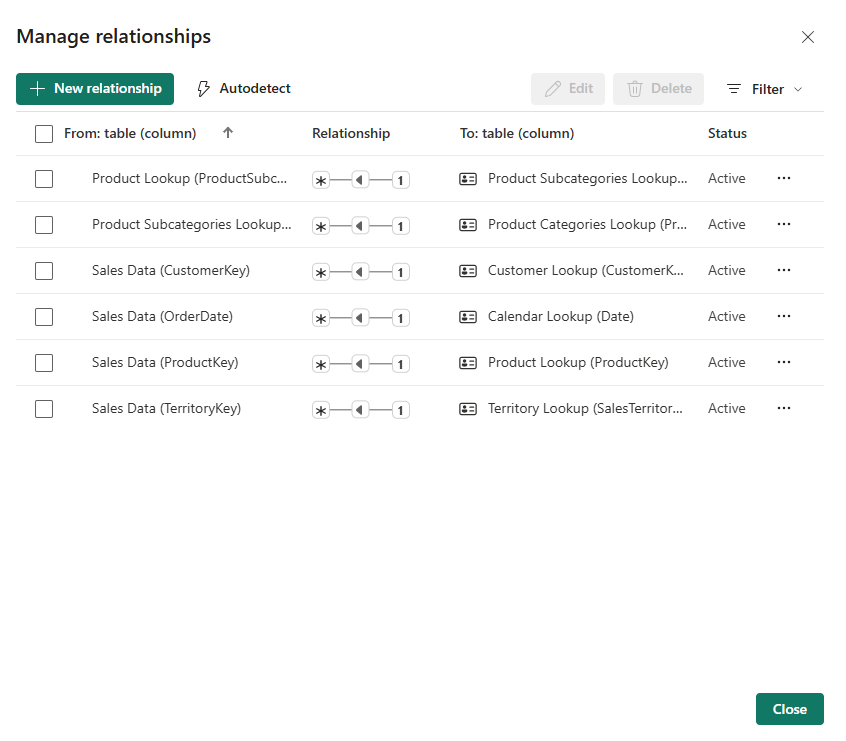 Manage relationships
New relationship Autodetect Edit Delete Filter
From: table (column) Relationship To: table (column) Status
Product Lookup (ProductSubc... * 1 Product Subcategories Lookup... Active ...
Product Subcategories Lookup... * 1 Product Categories Lookup (Pr... Active ...
Sales Data (CustomerKey) * 1 Customer Lookup (CustomerK... Active ...
Sales Data (OrderDate) * 1 Calendar Lookup (Date) Active ...
Sales Data (ProductKey) * 1 Product Lookup (ProductKey) Active ...
Sales Data (TerritoryKey) * 1 Territory Lookup (SalesTerritor... Active ...
Close